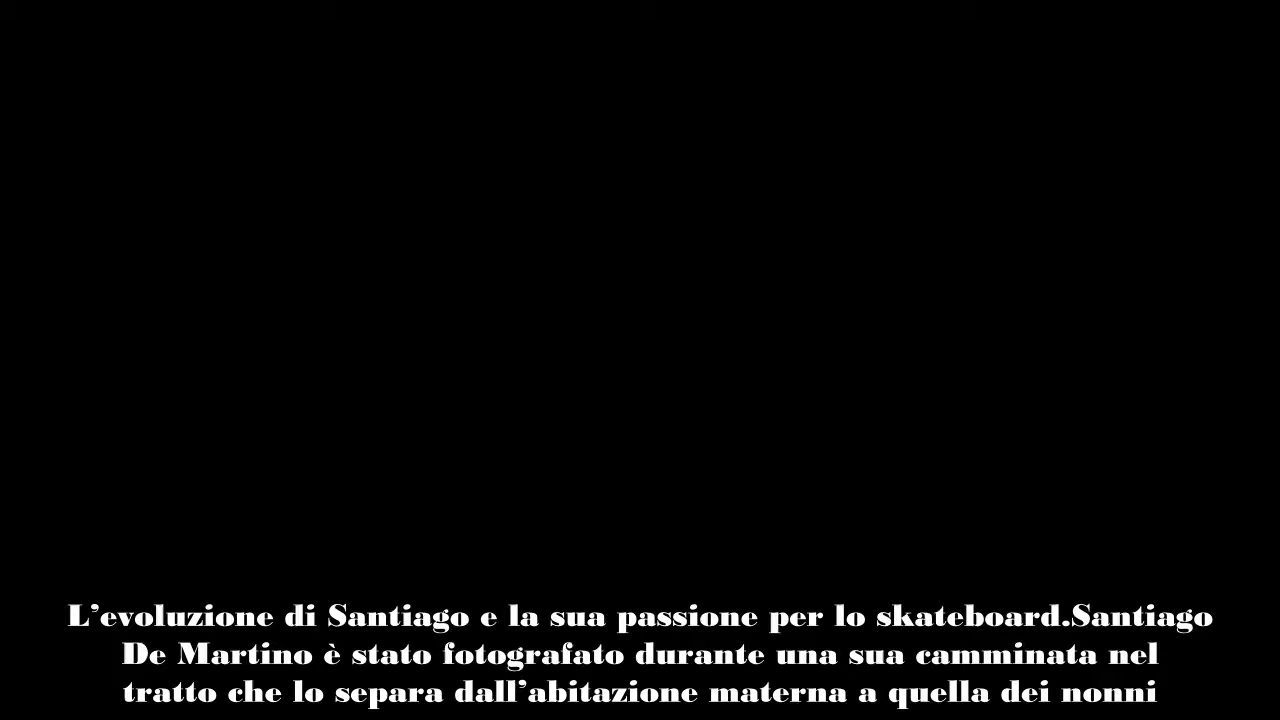 L’evoluzione di Santiago e la sua passione per lo skateboard.Santiago
De Martino è stato fotografato durante una sua camminata nel
tratto che lo separa dall’abitazione materna a quella dei nonni